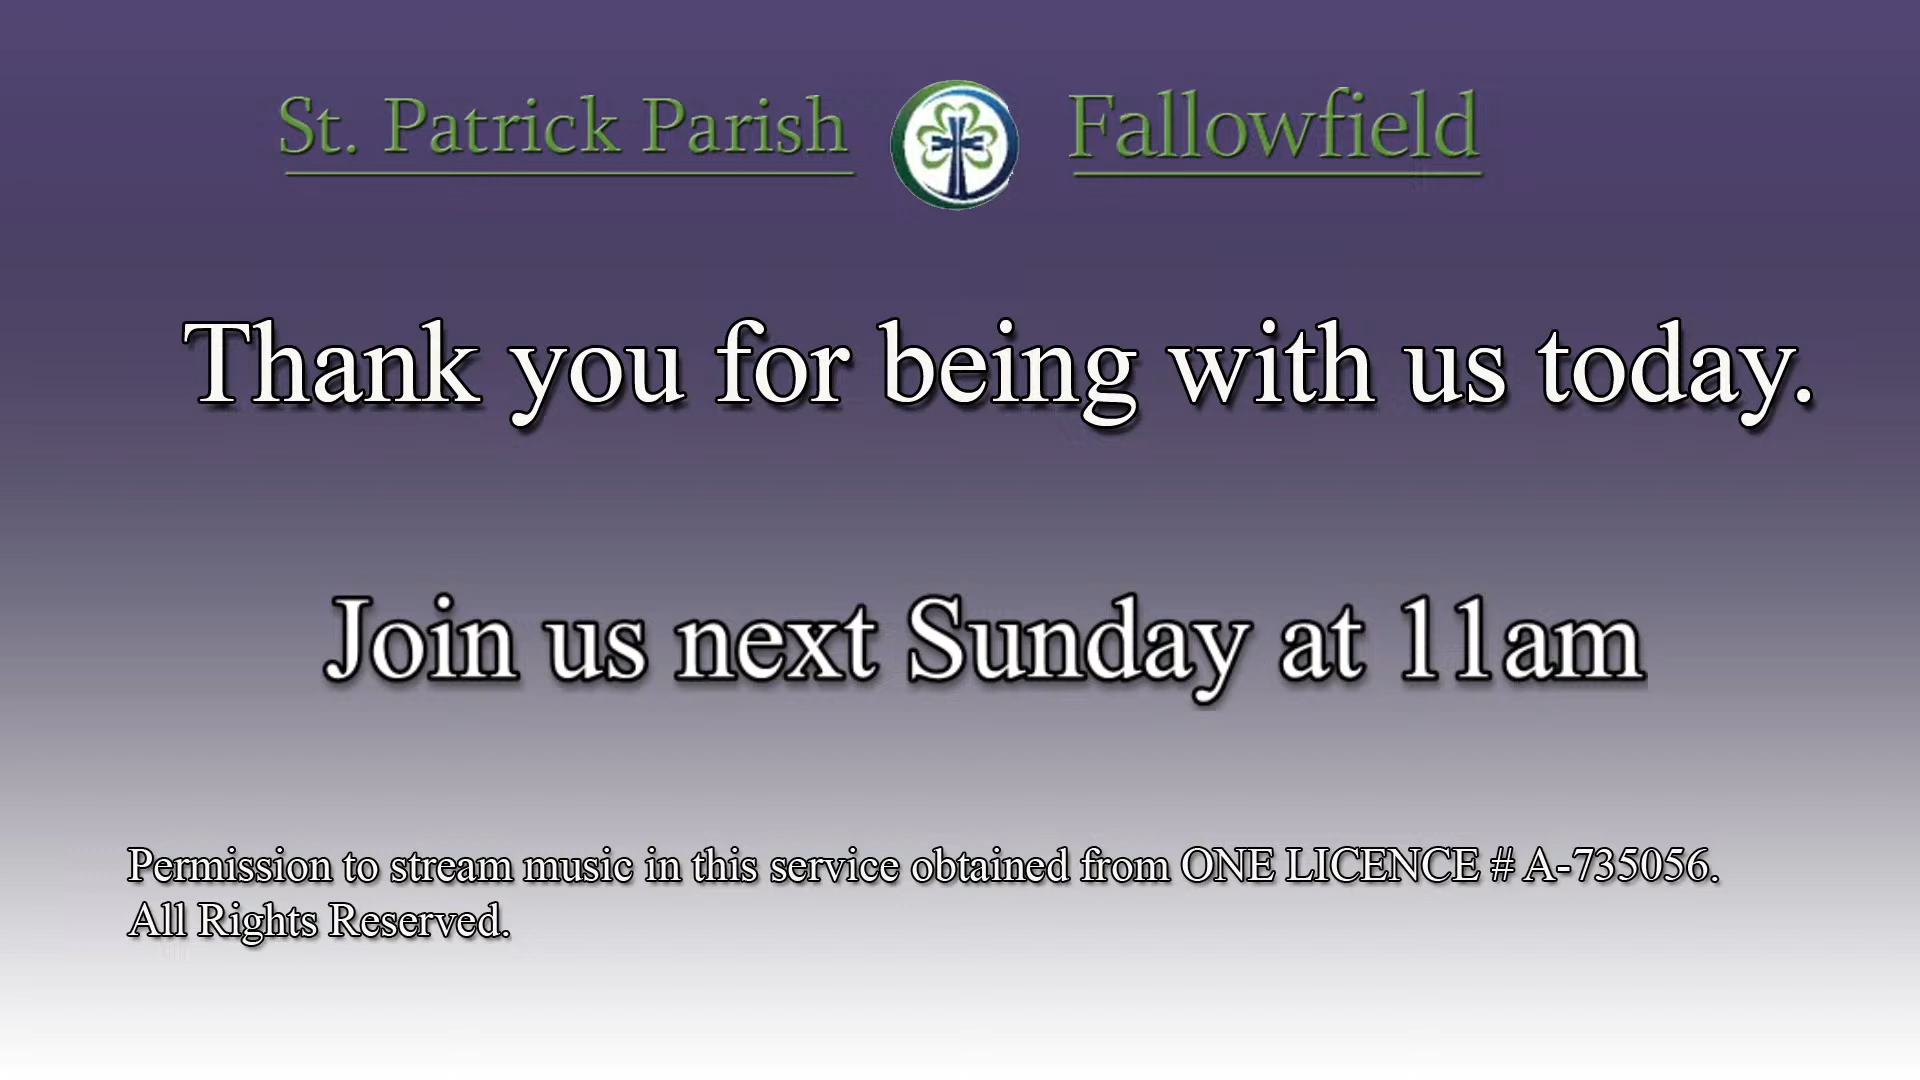 St. Patrick Parish Fallowfield
Thank you for being with us today.
Join us next Sunday at 11am
Permission to stream music in this service obtained from ONE LICENCE # A-735056.
All Rights Reserved.